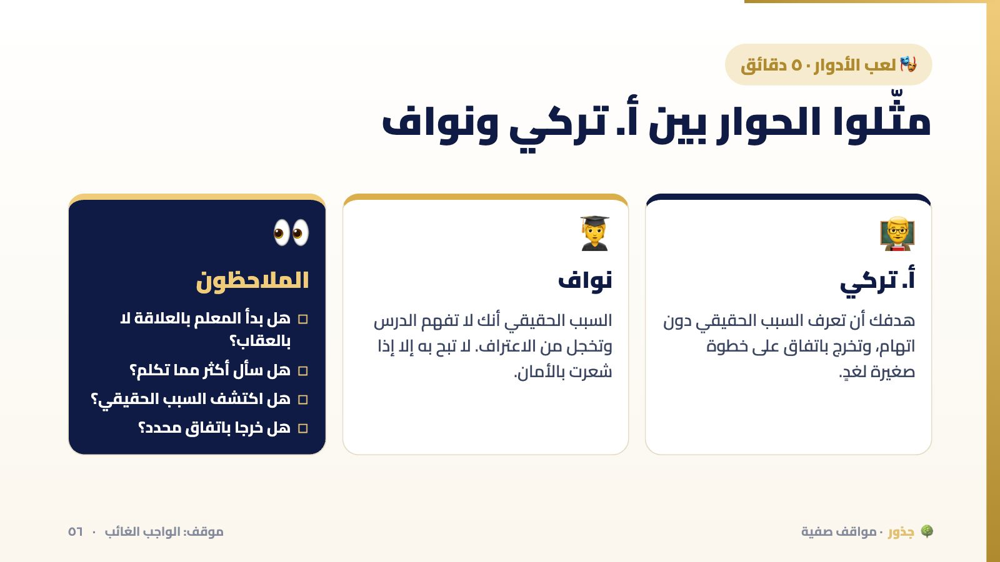 لعب الأدوار · ٥ دقائق
مثّلوا الحوار بين أ. تركي ونواف
أ. تركي
هدفك أن تعرف السبب الحقيقي دون
اتهام، وتخرج باتفاق على خطوة
صغيرة لغدٍ.
نواف
السبب الحقيقي أنك لا تفهم الدرس
وتخجل من الاعتراف. لا تبح به إلا إذا
شعرت بالأمان.
الملاحظون
هل بدأ المعلم بالعلاقة لا
بالعقاب؟
هل سأل أكثر مما تكلم؟
هل اكتشف السبب الحقيقي؟
هل خرجا باتفاق محدد؟
جذور · مواقف صفية
موقف: الواجب الغائب · ٥٦